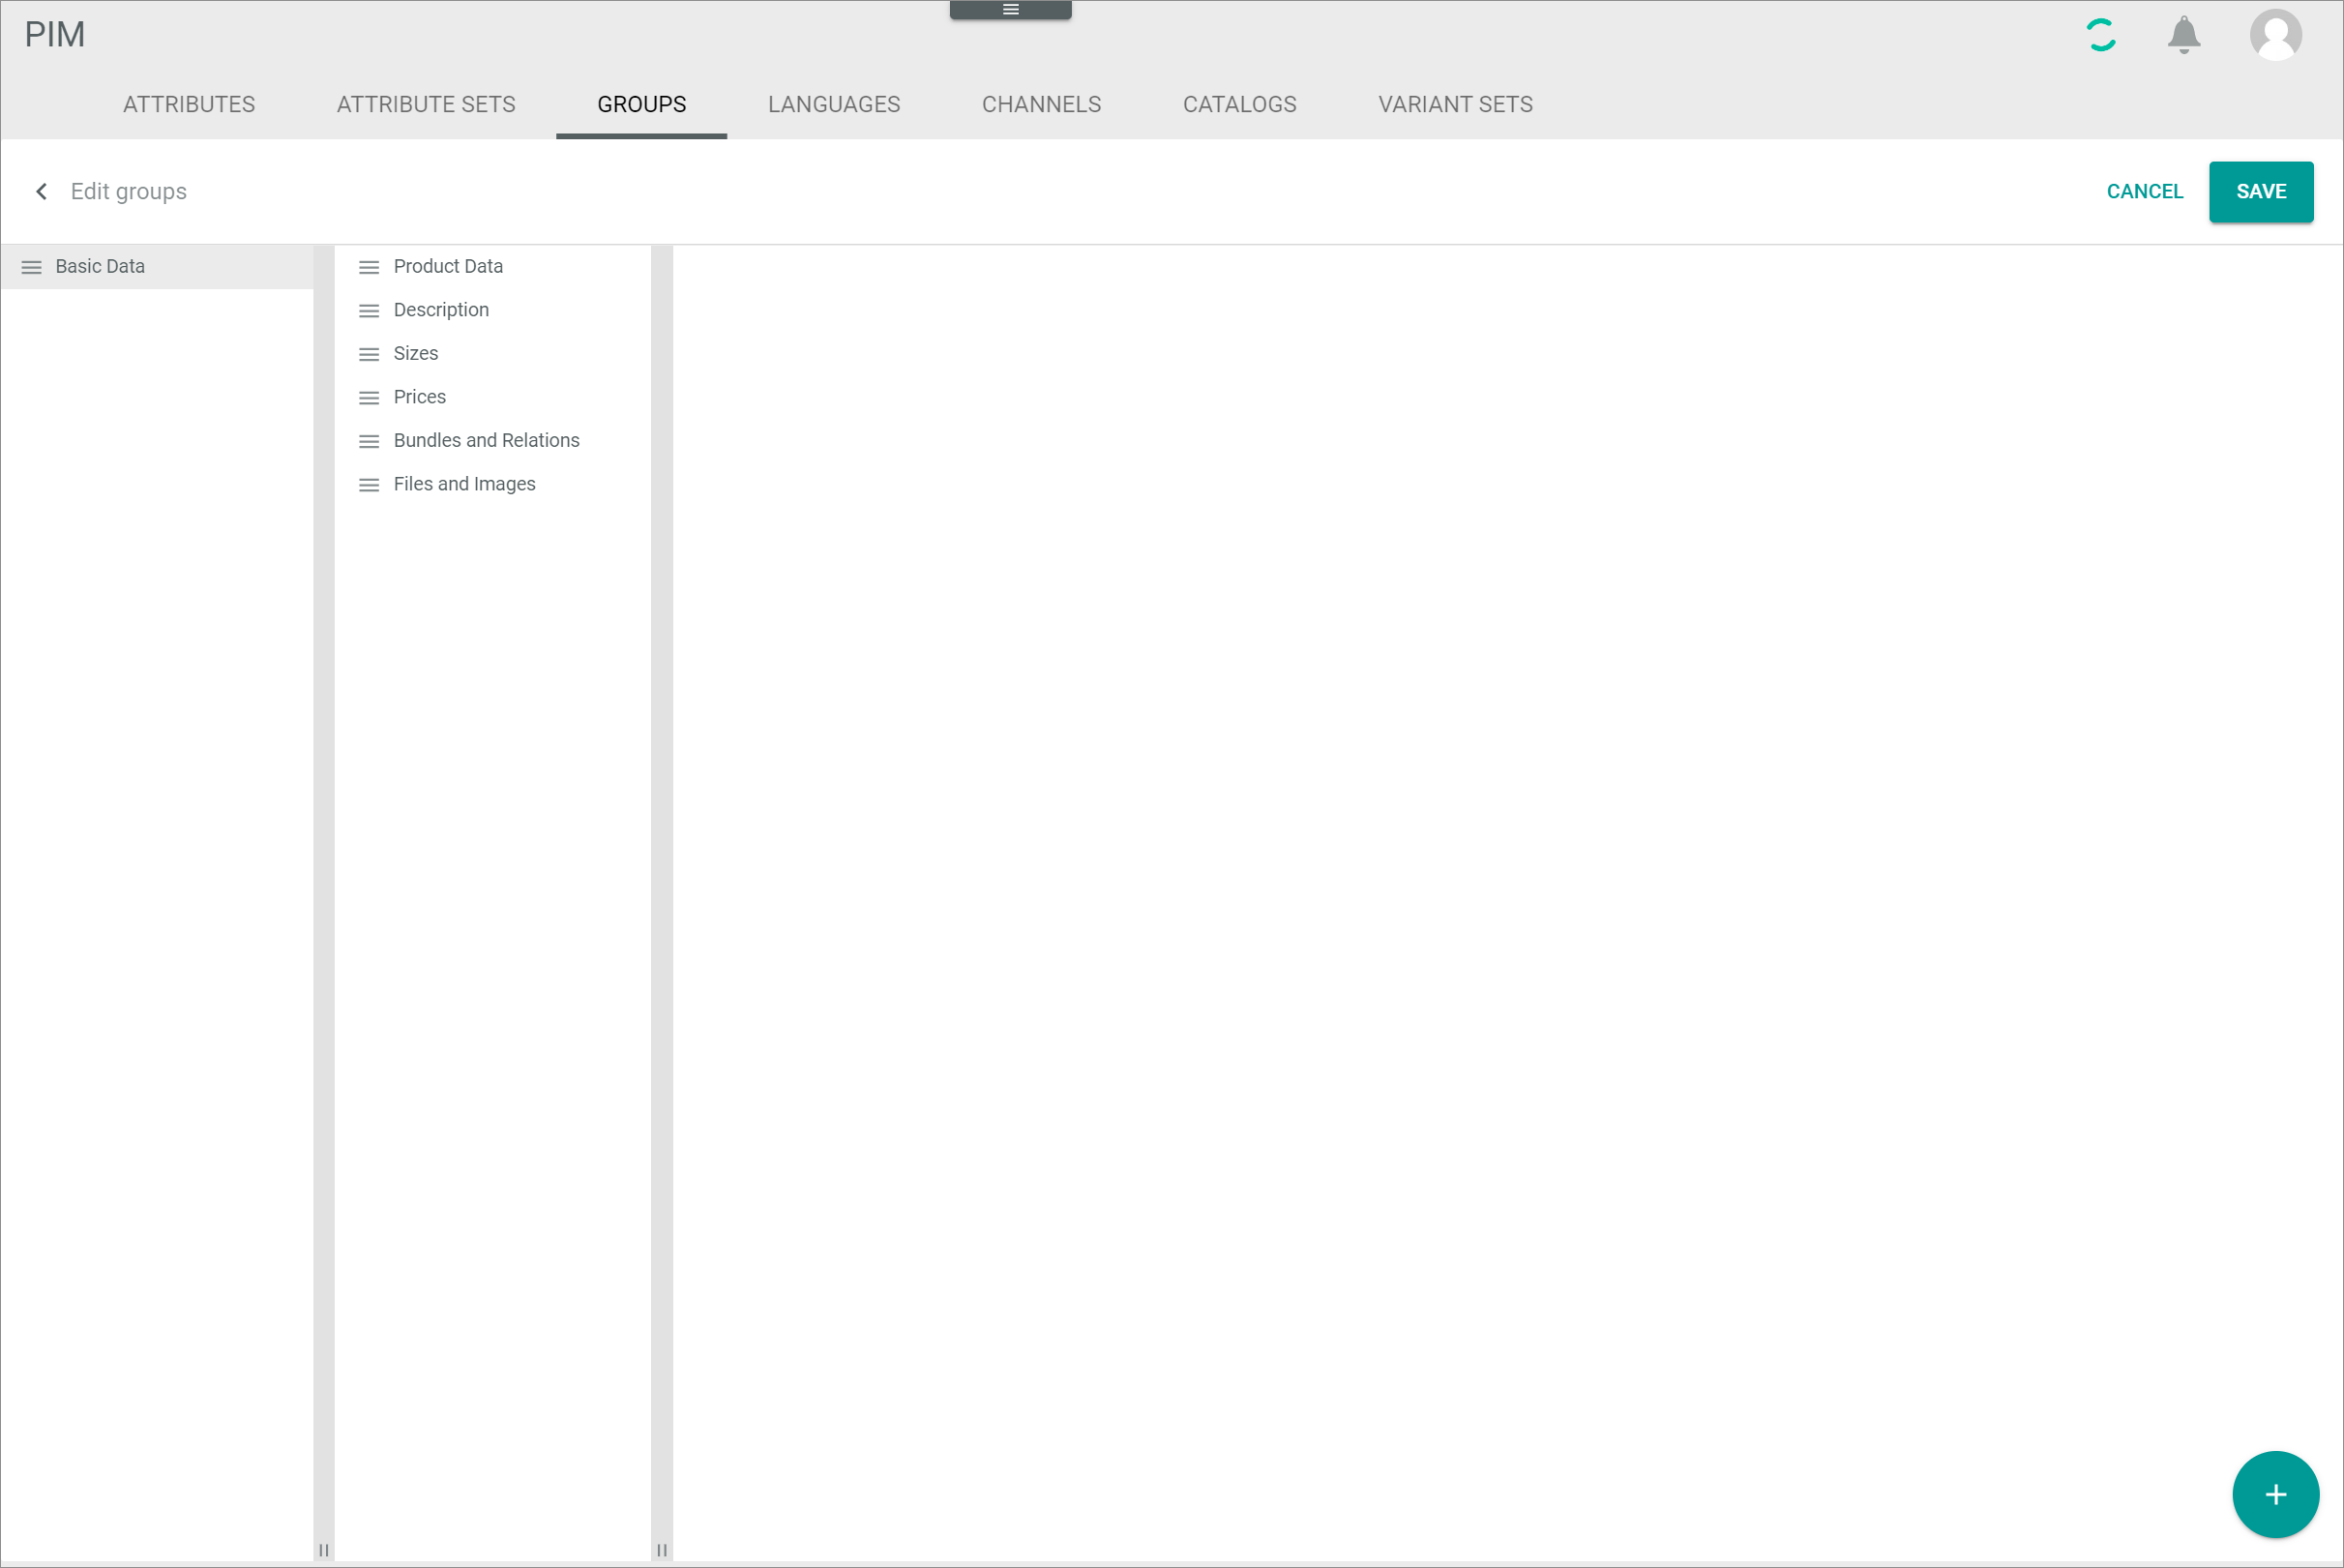 PIM
ATTRIBUTES ATTRIBUTE SETS GROUPS LANGUAGES CHANNELS CATALOGS VARIANT SETS
Edit groups CANCEL SAVE
Basic Data
Product Data
Description
Sizes
Prices
Bundles and Relations
Files and Images